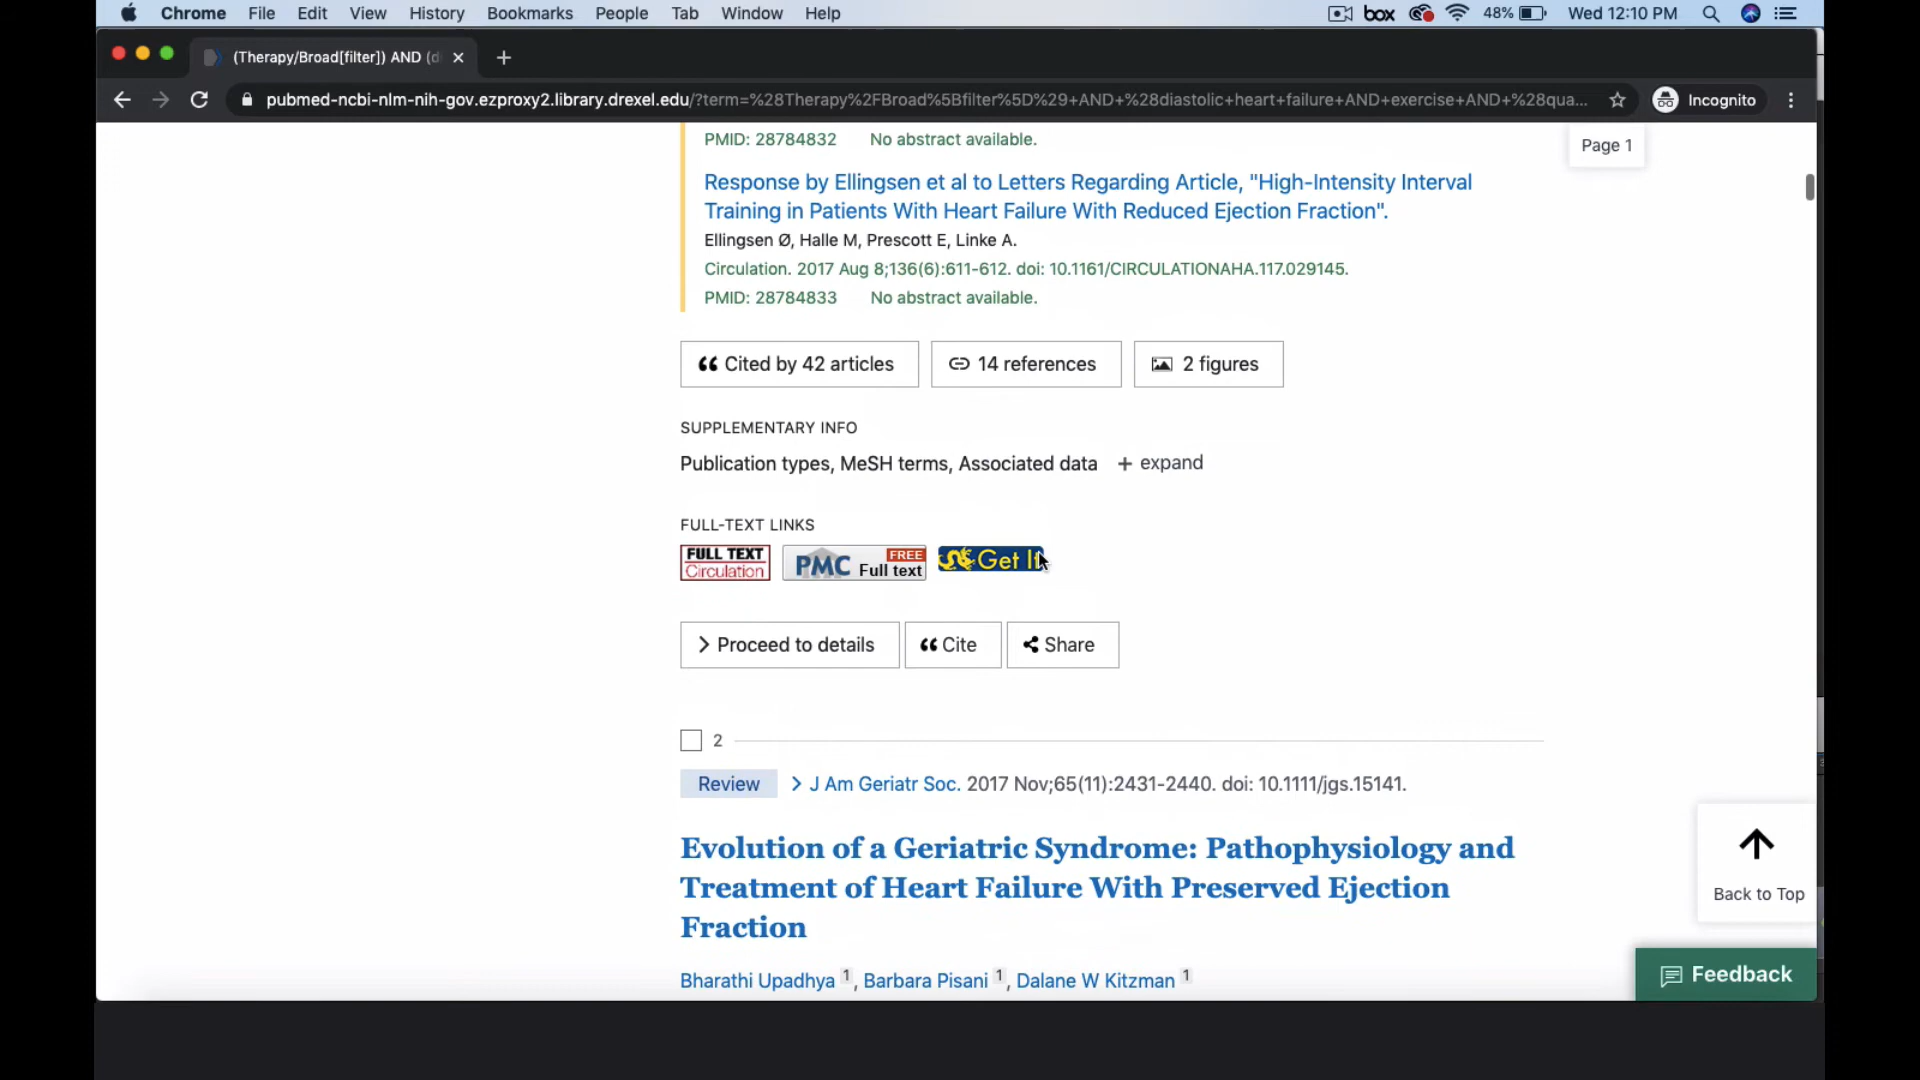 Chrome File Edit View History Bookmarks People Tab Window Help box 48% Wed 12:10 PM
(Therapy/Broad[filter]) AND (d
pubmed-ncbi-nlm-nih-gov.ezproxy2.library.drexel.edu/?term=%28Therapy%2FBroad%5Bfilter%5D%29+AND+%28diastolic+heart+failure+AND+exercise+AND+%28qua... Incognito
PMID: 28784832 No abstract available.
Page 1
Response by Ellingsen et al to Letters Regarding Article, "High-Intensity Interval
Training in Patients With Heart Failure With Reduced Ejection Fraction".
Ellingsen Ø, Halle M, Prescott E, Linke A.
Circulation. 2017 Aug 8;136(6):611-612. doi: 10.1161/CIRCULATIONAHA.117.029145.
PMID: 28784833 No abstract available.
Cited by 42 articles 14 references 2 figures
SUPPLEMENTARY INFO
Publication types, MeSH terms, Associated data + expand
FULL-TEXT LINKS
FULL TEXT
Circulation
PMC FREE
Full text
Get It
Proceed to details Cite Share
2
Review J Am Geriatr Soc. 2017 Nov;65(11):2431-2440. doi: 10.1111/jgs.15141.
Evolution of a Geriatric Syndrome: Pathophysiology and
Treatment of Heart Failure With Preserved Ejection
Fraction
Bharathi Upadhya 1, Barbara Pisani 1, Dalane W Kitzman 1
Back to Top
Feedback